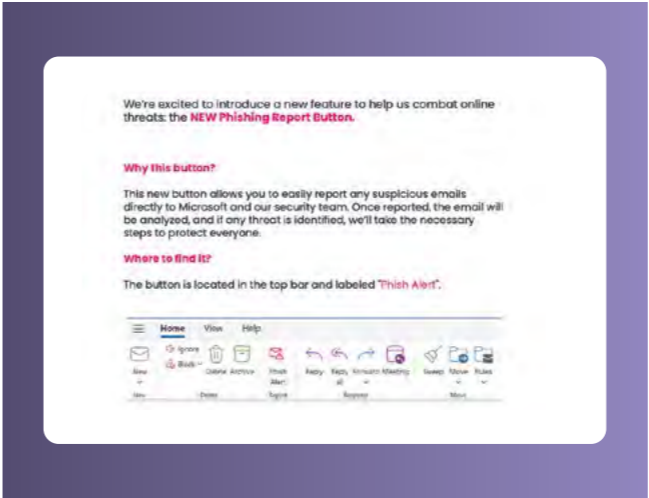 We're excited to introduce a new feature to help us combat online
threats: the NEW Phishing Report Button.
Why this button?
This new button allows you to easily report any suspicious emails
directly to Microsoft and our security team. Once reported, the email will
be analyzed, and if any threat is identified, we'll take the necessary
steps to protect everyone.
Where to find it?
The button is located in the top bar and labeled "Phish Alert".
Home View Help
Ignore
Block
New Delete Archive Phish Reply Reply Forward Meeting Sweep Move Rules
Alert all
New Delete Respond Move